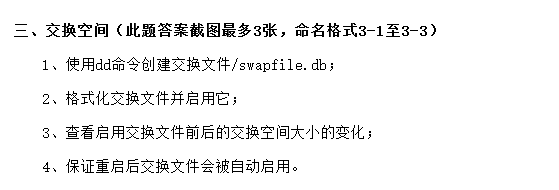 三、交换空间（此题答案截图最多3张，命名格式3-1至3-3）
1、使用dd命令创建交换文件/swapfile.db；
2、格式化交换文件并启用它；
3、查看启用交换文件前后的交换空间大小的变化；
4、保证重启后交换文件会被自动启用。